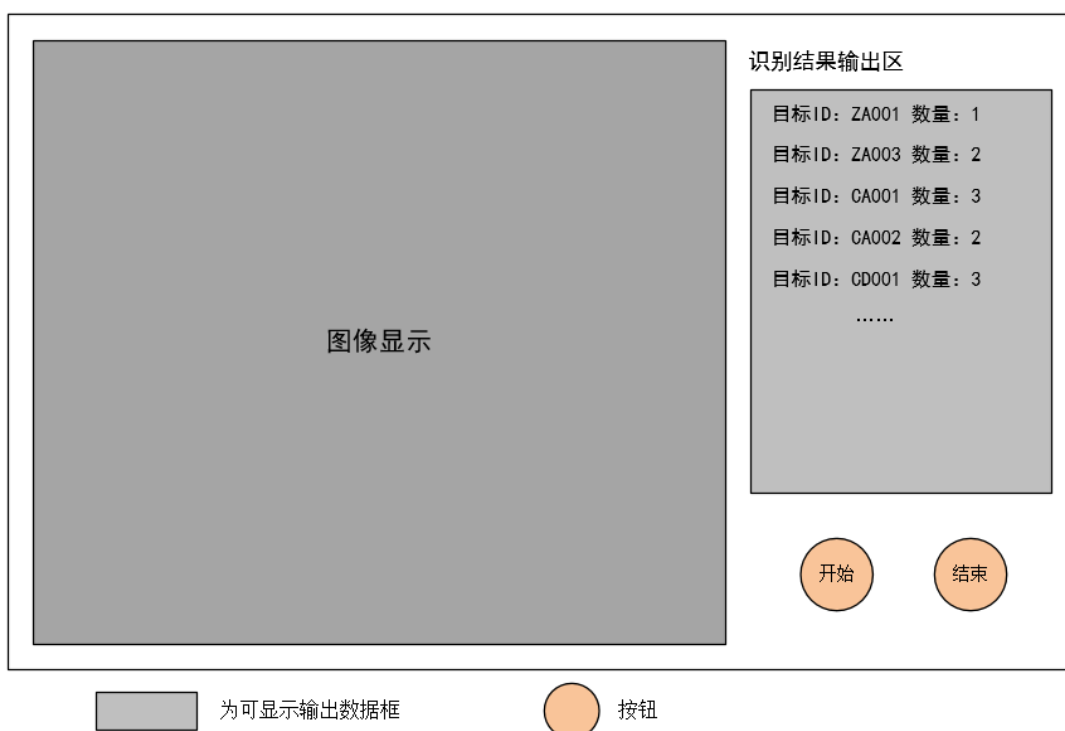 识别结果输出区
目标ID：ZA001 数量：1
目标ID：ZA003 数量：2
目标ID：CA001 数量：3
目标ID：CA002 数量：2
目标ID：CD001 数量：3
……
图像显示
开始
结束
为可显示输出数据框
按钮